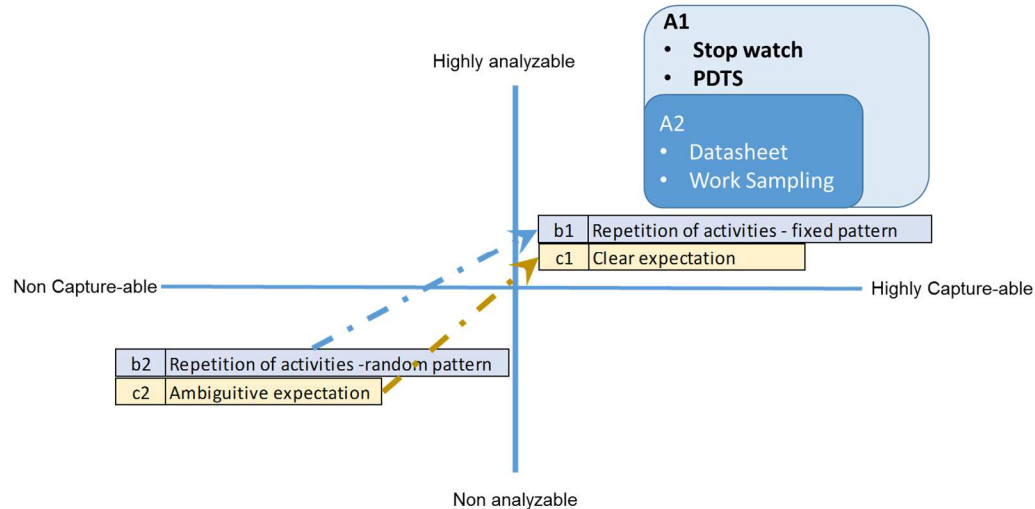 A1
• Stop watch
• PDTS
Highly analyzable
A2
• Datasheet
• Work Sampling
b1 Repetition of activities - fixed pattern
c1 Clear expectation
Non Capture-able
Highly Capture-able
b2 Repetition of activities -random pattern
c2 Ambiguitive expectation
Non analyzable